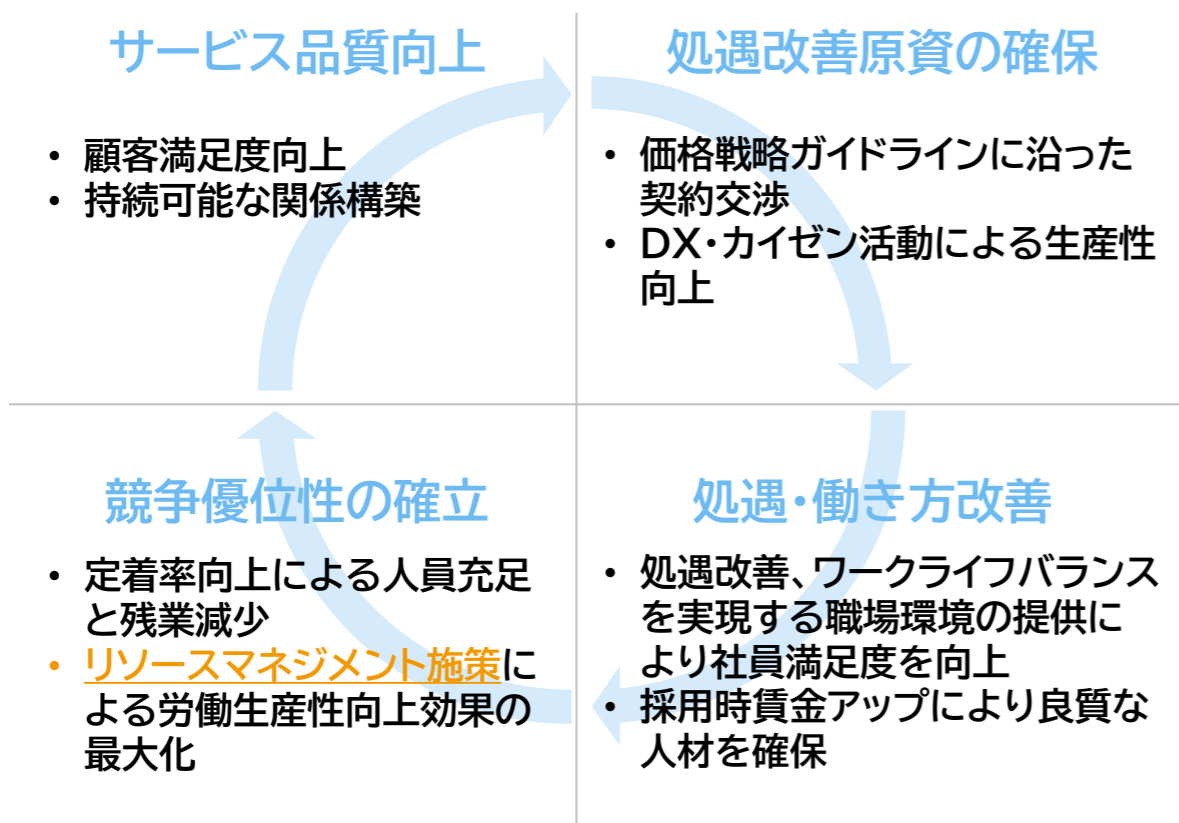 サービス品質向上
• 顧客満足度向上
• 持続可能な関係構築
処遇改善原資の確保
• 価格戦略ガイドラインに沿った
契約交渉
• DX・カイゼン活動による生産性
向上
競争優位性の確立
• 定着率向上による人員充足
と残業減少
• リソースマネジメント施策に
よる労働生産性向上効果の
最大化
処遇・働き方改善
• 処遇改善、ワークライフバランス
を実現する職場環境の提供に
より社員満足度を向上
• 採用時賃金アップにより良質な
人材を確保